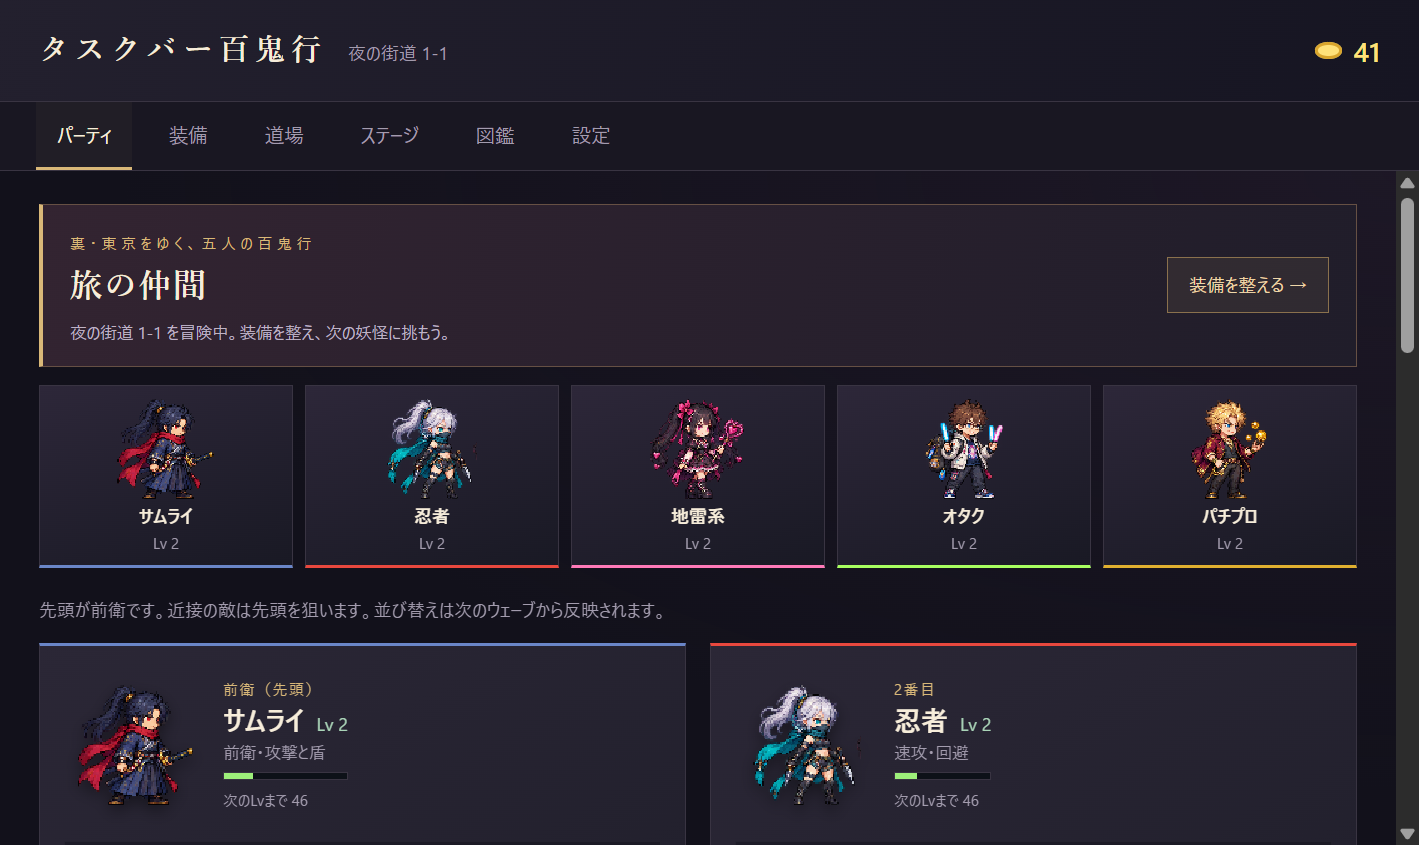 タスクバー百鬼行 夜の街道 1-1 41
パーティ 装備 道場 ステージ 図鑑 設定
裏・東京をゆく、五人の百鬼行
旅の仲間
装備を整える →
夜の街道 1-1 を冒険中。装備を整え、次の妖怪に挑もう。
サムライ 忍者 地雷系 オタク パチプロ
Lv 2 Lv 2 Lv 2 Lv 2 Lv 2
先頭が前衛です。近接の敵は先頭を狙います。並び替えは次のウェーブから反映されます。
前衛（先頭）
サムライ Lv 2
前衛・攻撃と盾
次のLvまで 46
2番目
忍者 Lv 2
速攻・回避
次のLvまで 46